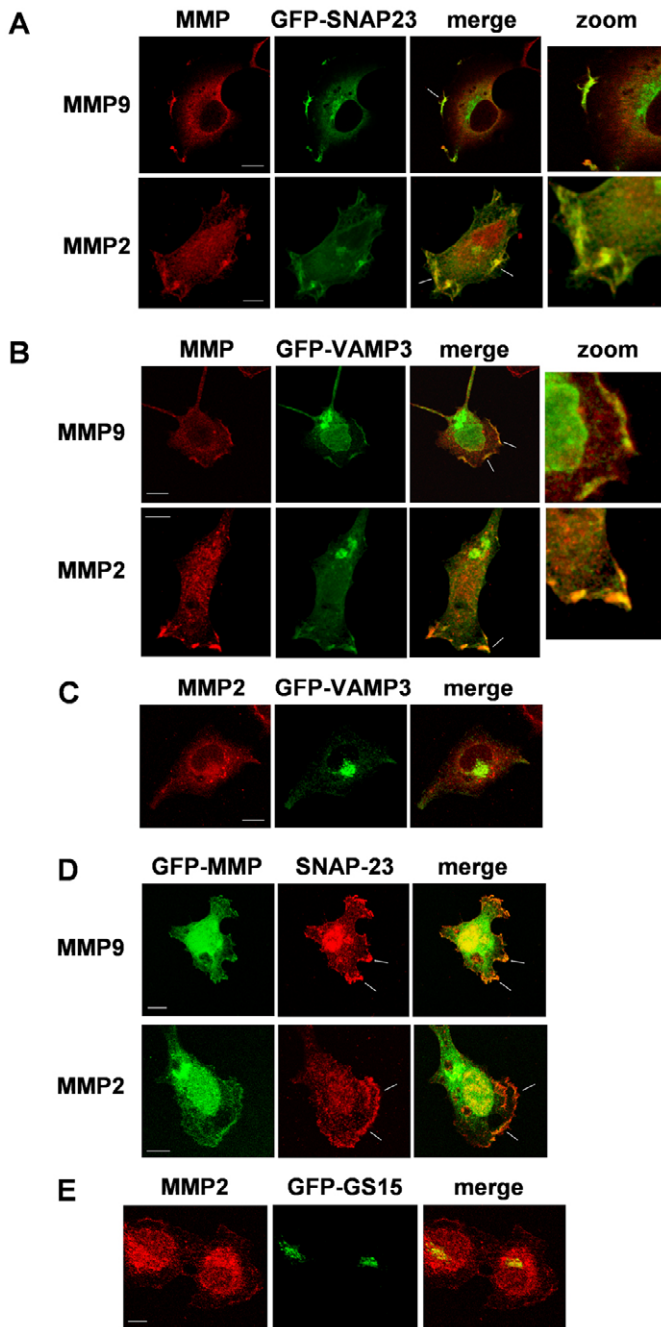 A
MMP GFP-SNAP23 merge zoom
MMP9
MMP2
B
MMP GFP-VAMP3 merge zoom
MMP9
MMP2
C
MMP2 GFP-VAMP3 merge
D
GFP-MMP SNAP-23 merge
MMP9
MMP2
E
MMP2 GFP-GS15 merge